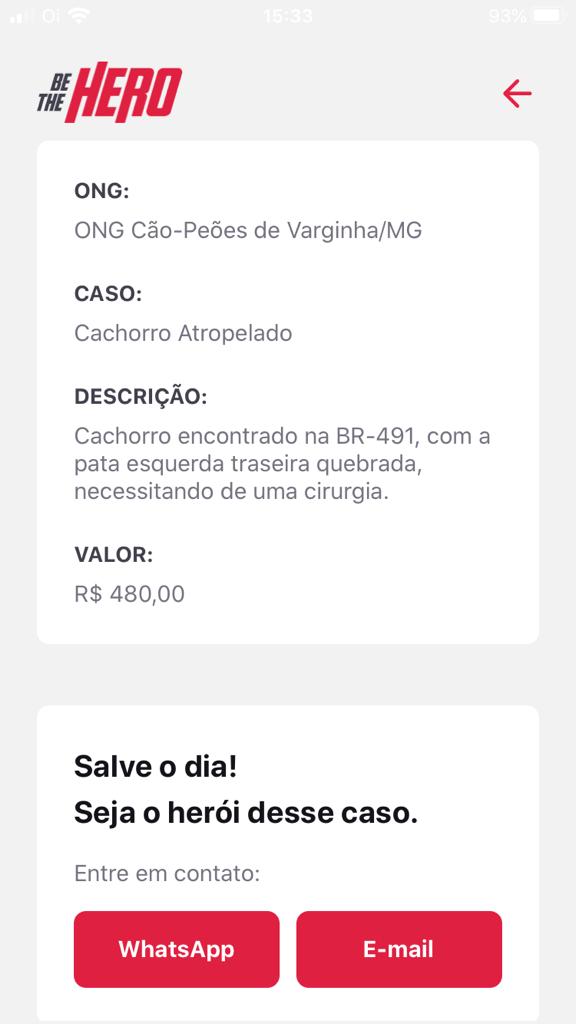 Oi 15:33 93%
BE
THE HERO
ONG:
ONG Cão-Peões de Varginha/MG
CASO:
Cachorro Atropelado
DESCRIÇÃO:
Cachorro encontrado na BR-491, com a
pata esquerda traseira quebrada,
necessitando de uma cirurgia.
VALOR:
R$ 480,00
Salve o dia!
Seja o herói desse caso.
Entre em contato:
WhatsApp E-mail